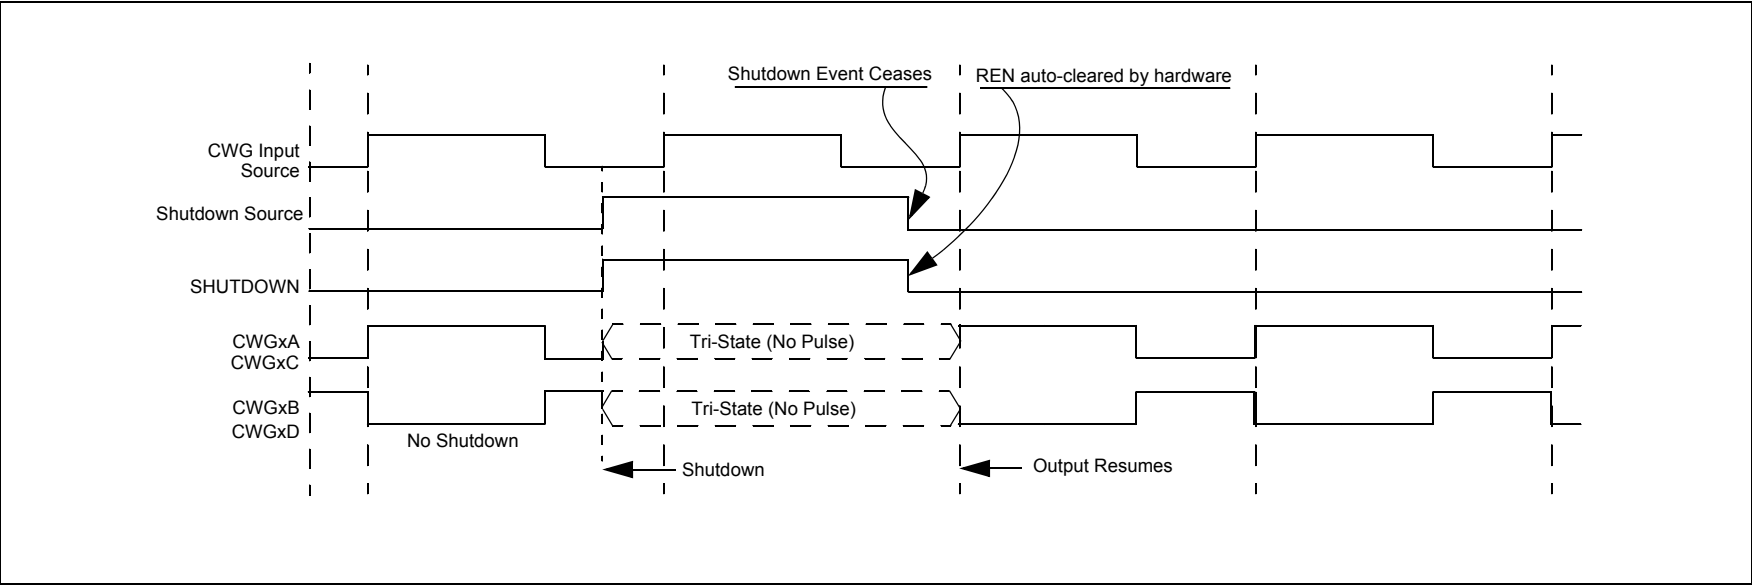 Shutdown Event Ceases
REN auto-cleared by hardware
CWG Input
Source
Shutdown Source
SHUTDOWN
CWGxA
CWGxC
Tri-State (No Pulse)
CWGxB
CWGxD
Tri-State (No Pulse)
No Shutdown
Shutdown
Output Resumes